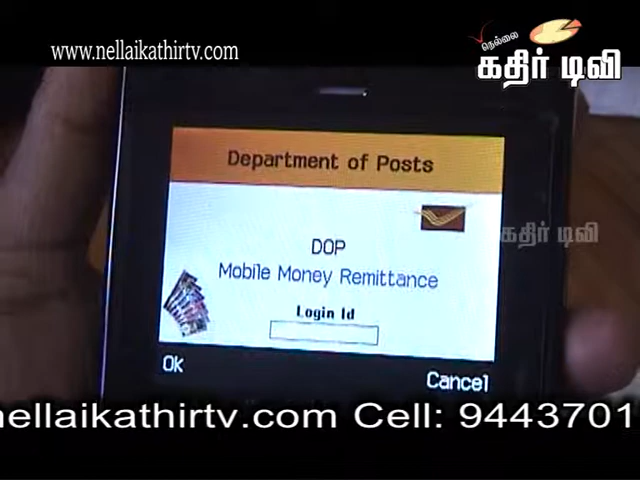 www.nellaikathirtv.com
நெல்லை
கதிர் டிவி
Department of Posts
கதிர் டிவி
DOP
Mobile Money Remittance
Login Id
Ok
Cancel
nellaikathirtv.com Cell: 9443701